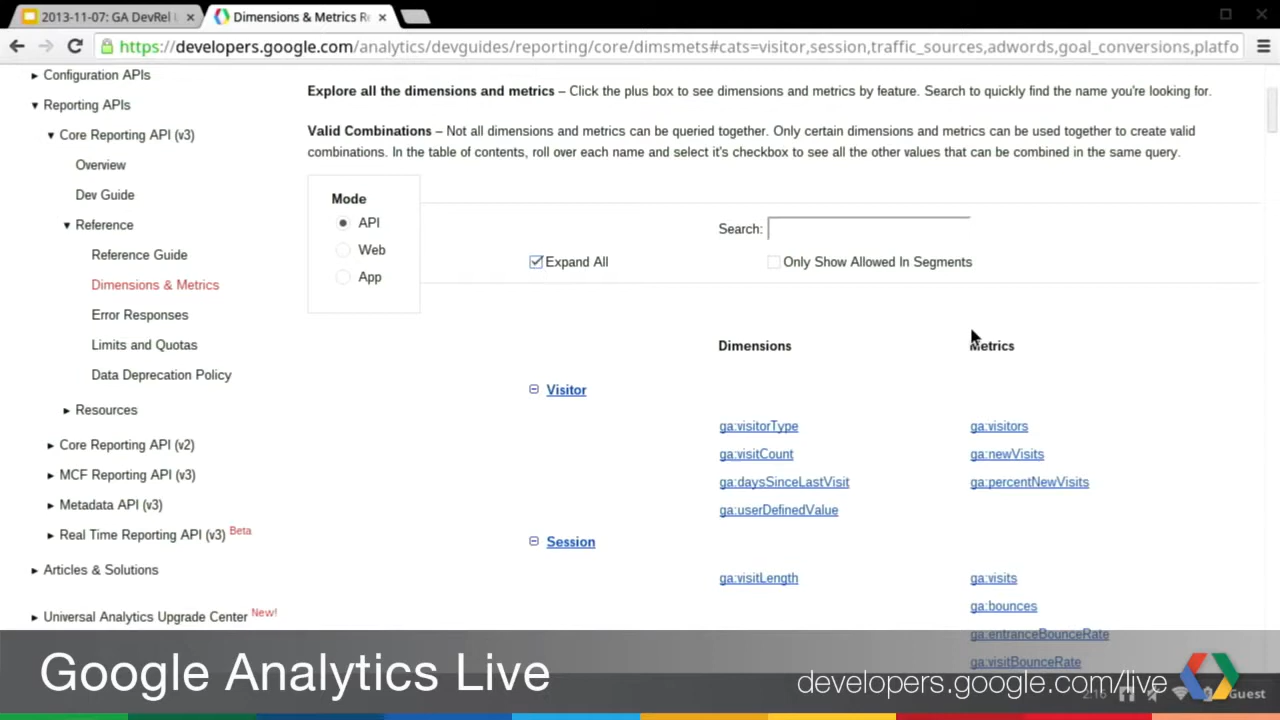 2013-11-07: GA DevRel
Dimensions & Metrics Re
https://developers.google.com/analytics/devguides/reporting/core/dimsmets#cats=visitor,session,traffic_sources,adwords,goal_conversions,platfo
Configuration APIs
Reporting APIs
Core Reporting API (v3)
Overview
Dev Guide
Reference
Reference Guide
Dimensions & Metrics
Error Responses
Limits and Quotas
Data Deprecation Policy
Resources
Core Reporting API (v2)
MCF Reporting API (v3)
Metadata API (v3)
Real Time Reporting API (v3) Beta
Articles & Solutions
Universal Analytics Upgrade Center New!
Explore all the dimensions and metrics – Click the plus box to see dimensions and metrics by feature. Search to quickly find the name you're looking for.
Valid Combinations – Not all dimensions and metrics can be queried together. Only certain dimensions and metrics can be used together to create valid
combinations. In the table of contents, roll over each name and select it's checkbox to see all the other values that can be combined in the same query.
Mode
API
Web
App
Search:
Expand All
Only Show Allowed In Segments
Dimensions
Metrics
Visitor
ga:visitorType
ga:visitors
ga:visitCount
ga:newVisits
ga:daysSinceLastVisit
ga:percentNewVisits
ga:userDefinedValue
Session
ga:visitLength
ga:visits
ga:bounces
ga:entranceBounceRate
ga:visitBounceRate
Google Analytics Live
developers.google.com/live
2:16
Guest